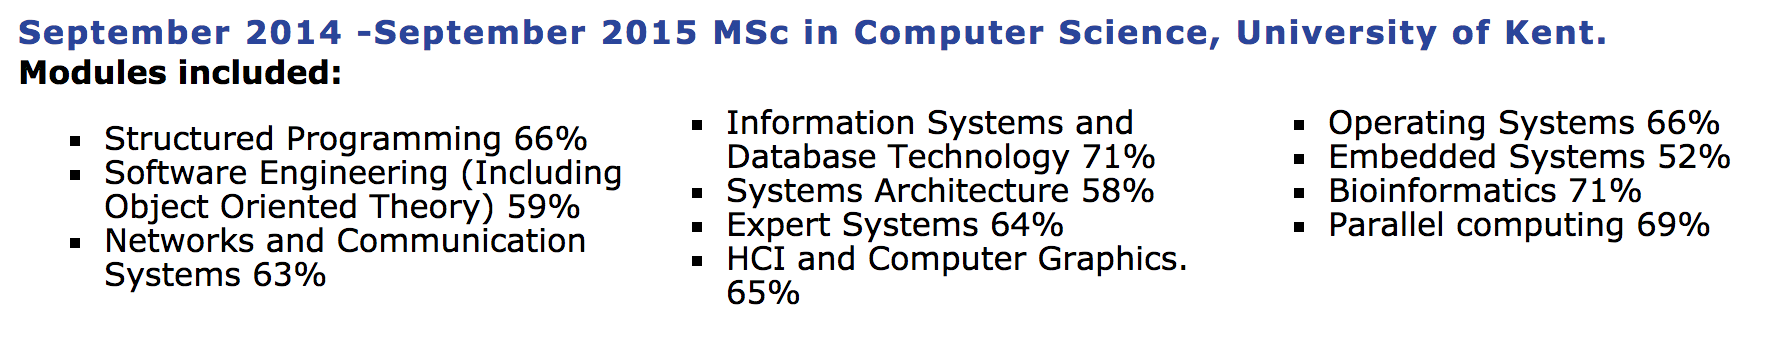 September 2014 -September 2015 MSc in Computer Science, University of Kent.
Modules included:
▪ Structured Programming 66%
▪ Software Engineering (Including
Object Oriented Theory) 59%
▪ Networks and Communication
Systems 63%
▪ Information Systems and
Database Technology 71%
▪ Systems Architecture 58%
▪ Expert Systems 64%
▪ HCI and Computer Graphics.
65%
▪ Operating Systems 66%
▪ Embedded Systems 52%
▪ Bioinformatics 71%
▪ Parallel computing 69%